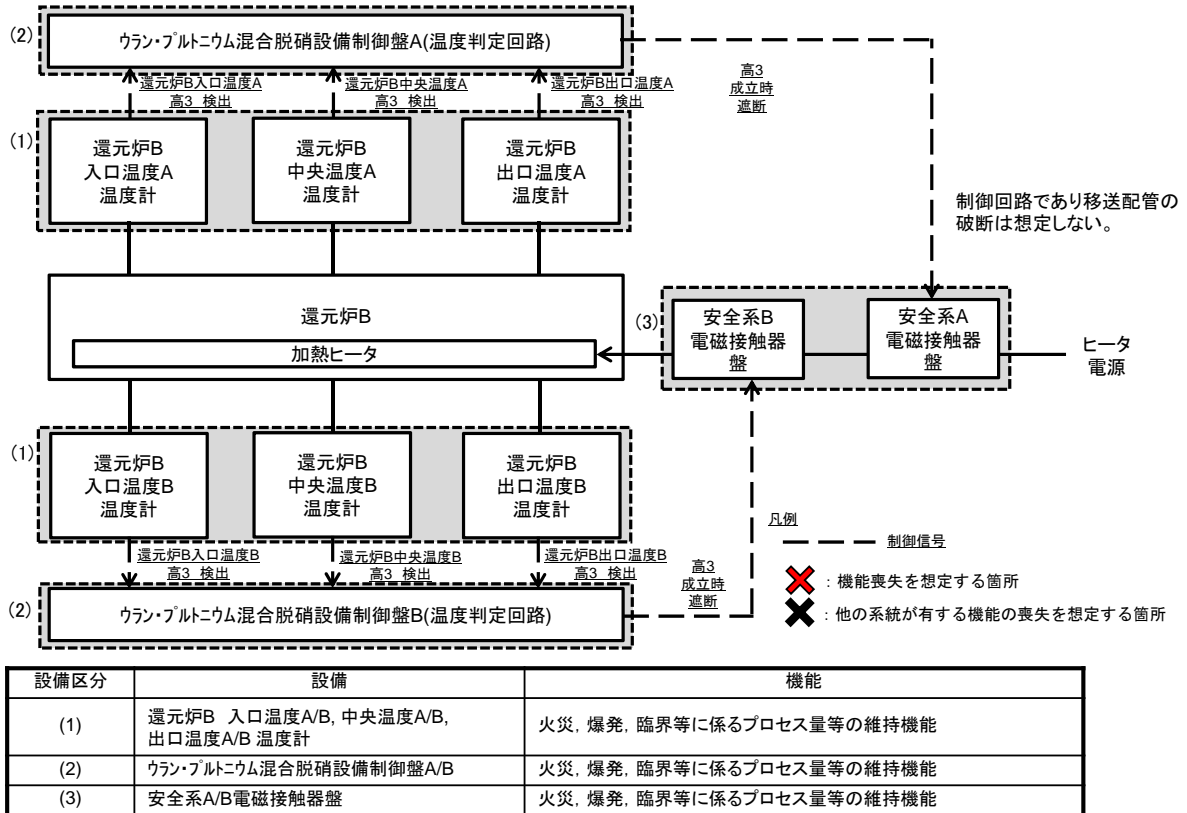 (2)
ウラン・プルトニウム混合脱硝設備制御盤A(温度判定回路)
還元炉B入口温度A
高3 検出
還元炉B中央温度A
高3 検出
還元炉B出口温度A
高3 検出
高3
成立時
遮断
(1)
還元炉B
入口温度A
温度計
還元炉B
中央温度A
温度計
還元炉B
出口温度A
温度計
制御回路であり移送配管の
破断は想定しない。
還元炉B
加熱ヒータ
(3)
安全系B
電磁接触器
盤
安全系A
電磁接触器
盤
ヒータ
電源
(1)
還元炉B
入口温度B
温度計
還元炉B
中央温度B
温度計
還元炉B
出口温度B
温度計
還元炉B入口温度B
高3 検出
還元炉B中央温度B
高3 検出
還元炉B出口温度B
高3 検出
高3
成立時
遮断
(2)
ウラン・プルトニウム混合脱硝設備制御盤B(温度判定回路)
凡例
制御信号
：機能喪失を想定する箇所
：他の系統が有する機能の喪失を想定する箇所
設備区分 設備 機能
(1) 還元炉B 入口温度A/B, 中央温度A/B, 火災, 爆発, 臨界等に係るプロセス量等の維持機能
出口温度A/B 温度計
(2) ウラン・プルトニウム混合脱硝設備制御盤A/B 火災, 爆発, 臨界等に係るプロセス量等の維持機能
(3) 安全系A/B電磁接触器盤 火災, 爆発, 臨界等に係るプロセス量等の維持機能